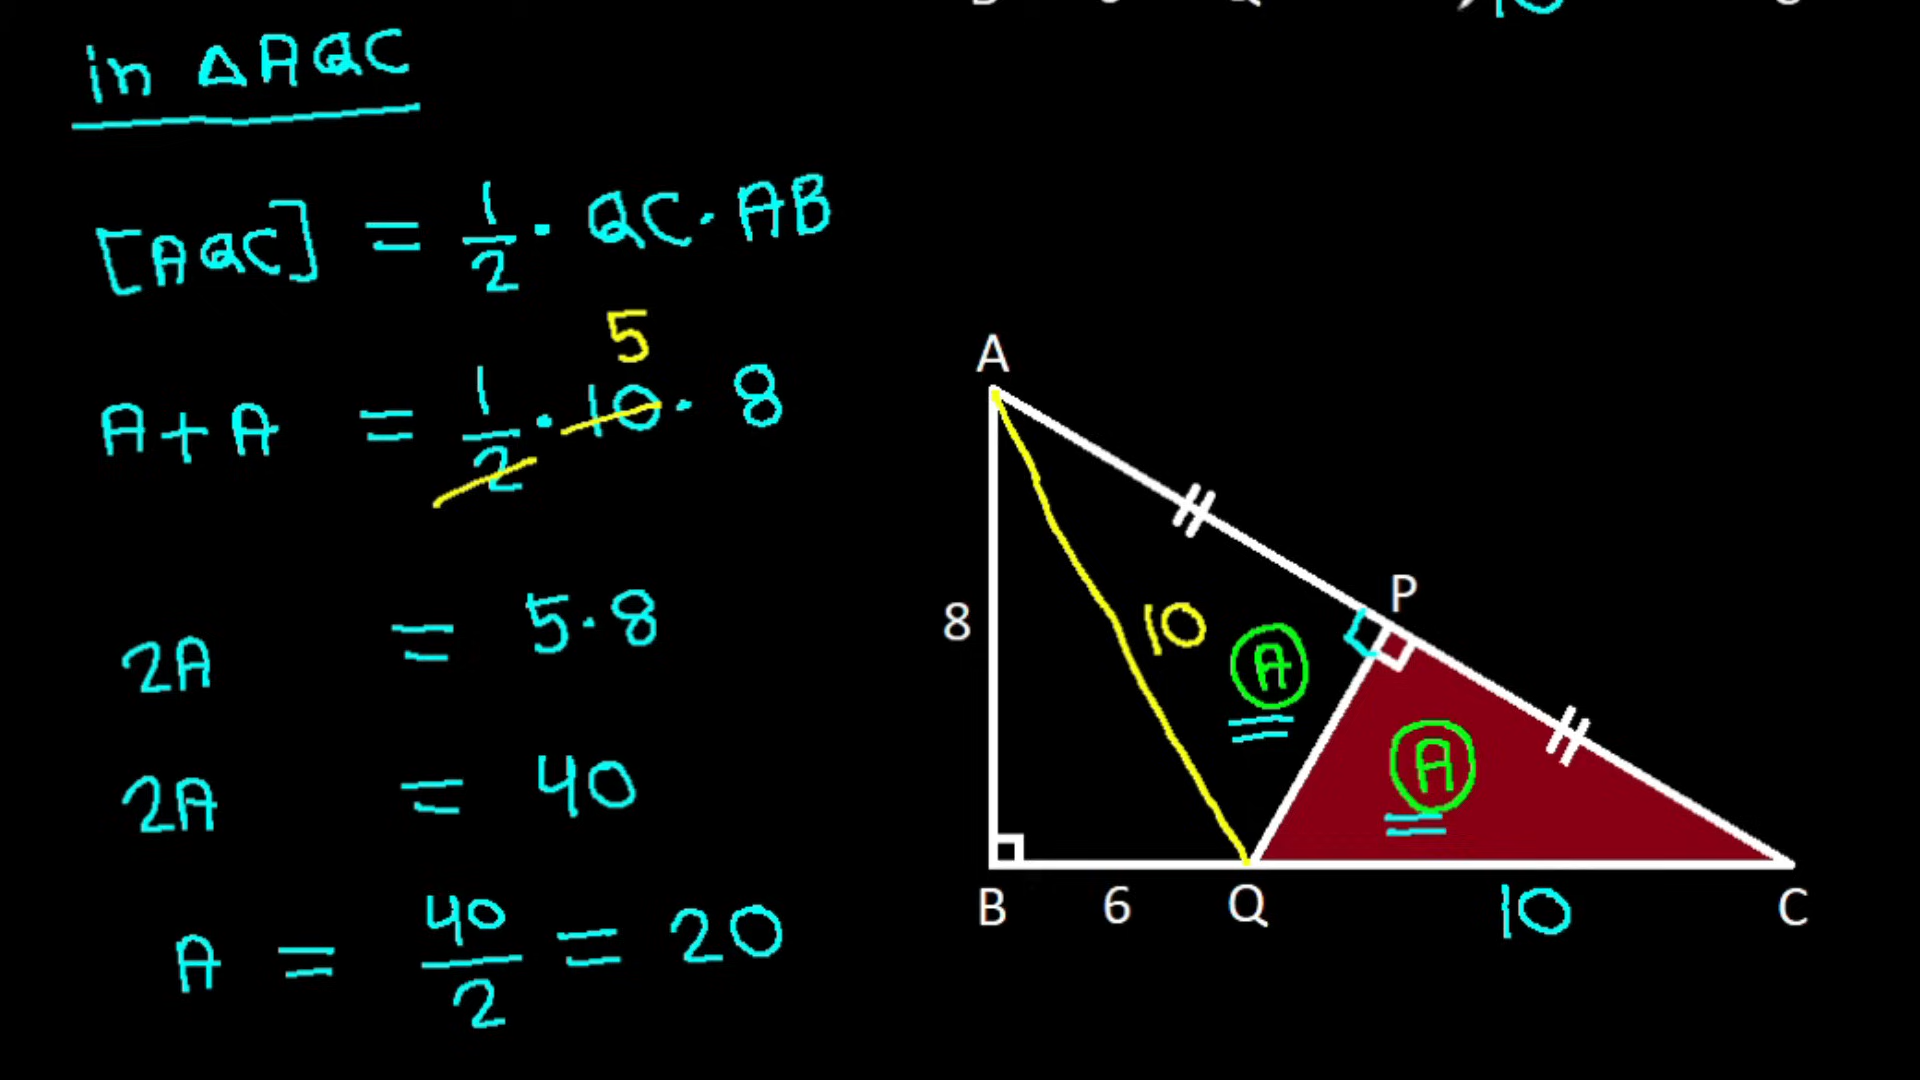 in △AQC
[AQC] = 1/2 · QC · AB
5
A + A = 1/2 · 10 · 8
2A = 5 · 8
2A = 40
A = 40/2 = 20
A
P
8
10
A
A
B 6 Q 10 C